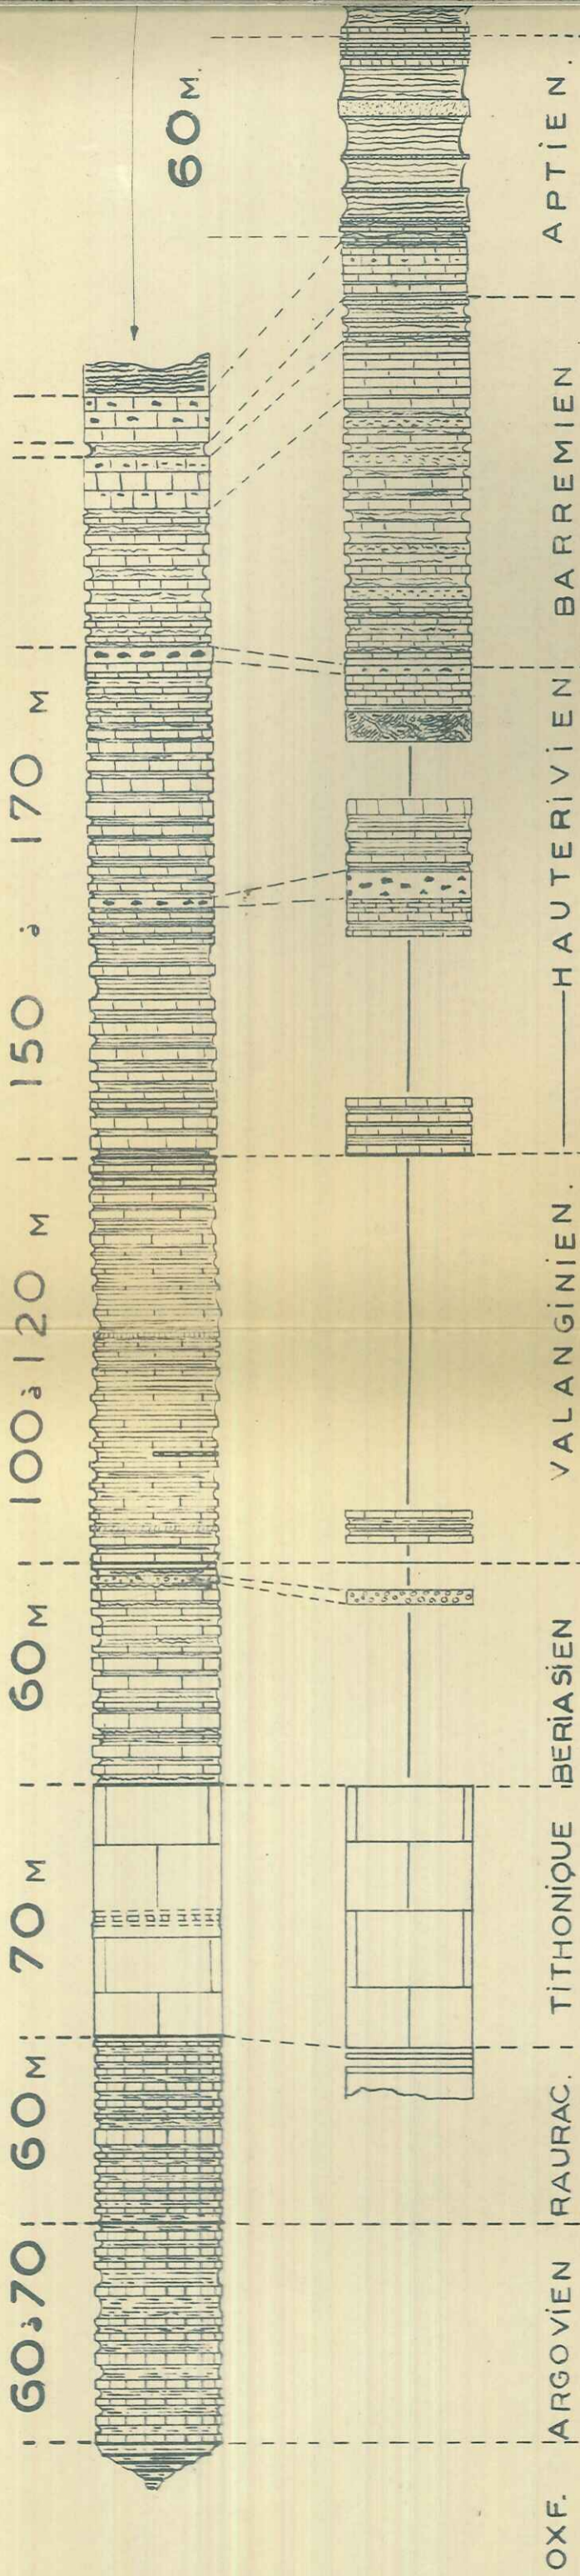 60 M.
170 M
150 à
100 à 120 M
60 M
70 M
60 M
60 à 70
APTIEN.
BARREMIEN
HAUTERIVIEN
VALANGINIEN.
BERIASIEN
TITHONIQUE
RAURAC.
ARGOVIEN
OXF.